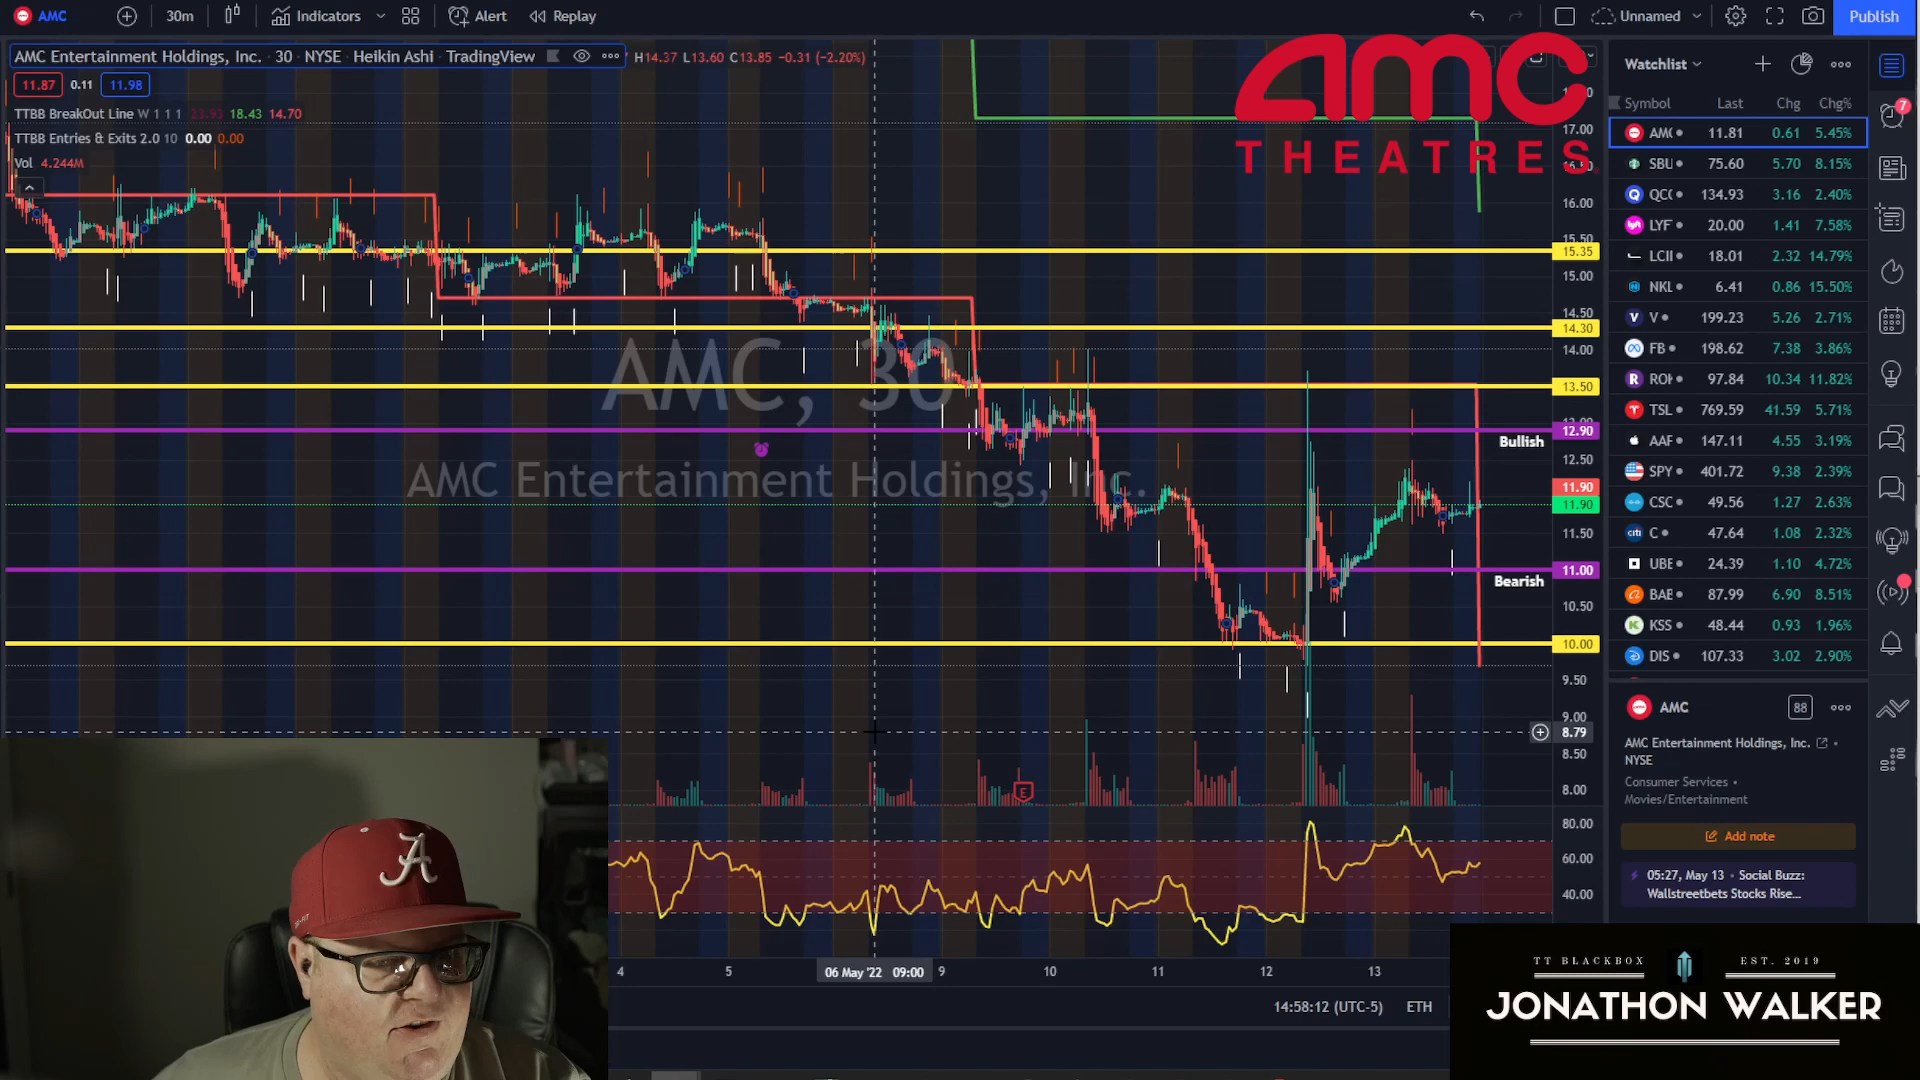 AMC
30m
Indicators
Alert
Replay
Unnamed
Publish
AMC Entertainment Holdings, Inc. · 30 · NYSE · Heikin Ashi · TradingView
H14.37 L13.60 C13.85 -0.31 (-2.20%)
11.87 0.11 11.98
TTBB BreakOut Line W 1 1 1 23.93 18.43 14.70
TTBB Entries & Exits 2.0 10 0.00 0.00
Vol 4.244M
amc
THEATRES
AMC, 30
AMC Entertainment Holdings, Inc.
17.00
16.00
15.50
15.35
15.00
14.50
14.30
14.00
13.50
12.90
Bullish
12.50
11.90
11.90
11.50
11.00
Bearish
10.50
10.00
9.50
9.00
8.79
8.50
8.00
80.00
60.00
40.00
E
4 5 06 May '22 09:00 9 10 11 12 13
14:58:12 (UTC-5) ETH
Watchlist
Symbol Last Chg Chg%
AMC 11.81 0.61 5.45%
SBU 75.60 5.70 8.15%
QC 134.93 3.16 2.40%
LYF 20.00 1.41 7.58%
LCII 18.01 2.32 14.79%
NKL 6.41 0.86 15.50%
V 199.23 5.26 2.71%
FB 198.62 7.38 3.86%
ROK 97.84 10.34 11.82%
TSL 769.59 41.59 5.71%
AAF 147.11 4.55 3.19%
SPY 401.72 9.38 2.39%
CSC 49.56 1.27 2.63%
C 47.64 1.08 2.32%
UBE 24.39 1.10 4.72%
BAE 87.99 6.90 8.51%
KSS 48.44 0.93 1.96%
DIS 107.33 3.02 2.90%
7
AMC
88
AMC Entertainment Holdings, Inc.
NYSE
Consumer Services •
Movies/Entertainment
Add note
05:27, May 13 • Social Buzz:
Wallstreetbets Stocks Rise...
A
TT BLACKBOX EST. 2019
JONATHON WALKER